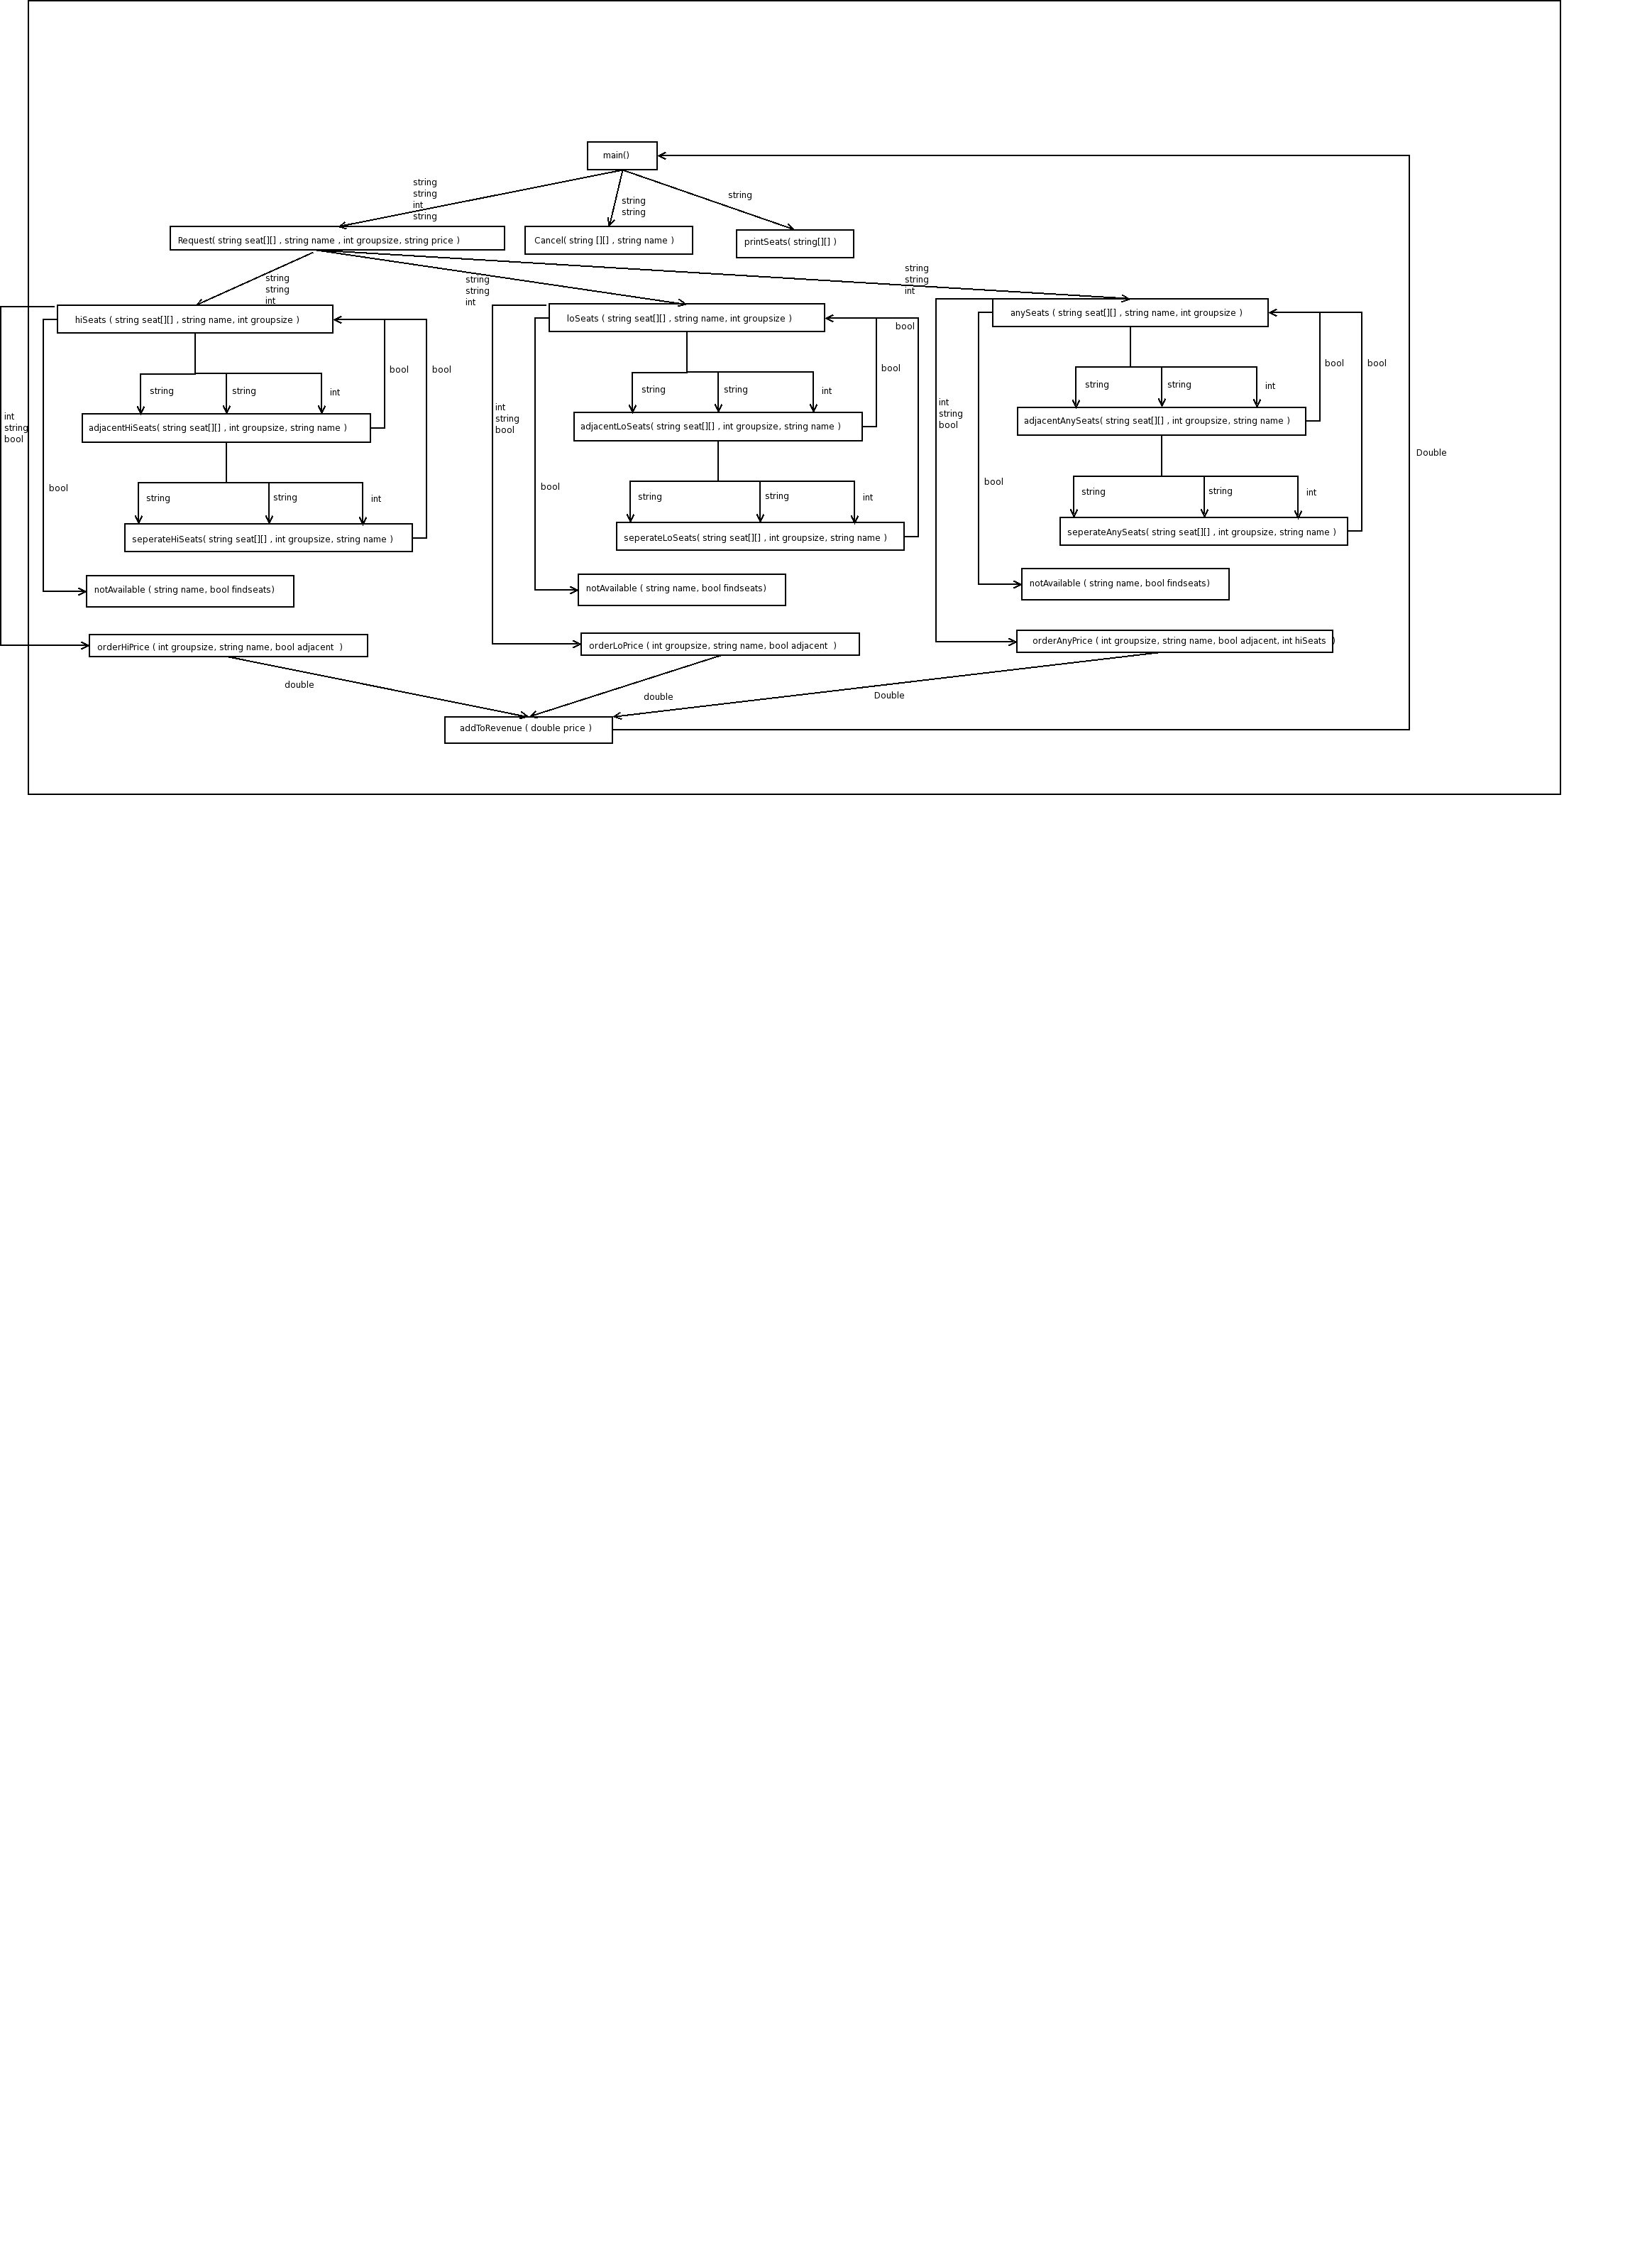 main()
string
string
int
string
string
string
string
Request( string seat[][] , string name , int groupsize, string price )
Cancel( string [][] , string name )
printSeats( string[][] )
string
string
int
string
string
int
string
string
int
hiSeats ( string seat[][] , string name, int groupsize )
bool
bool
string
string
int
adjacentHiSeats( string seat[][] , int groupsize, string name )
int
string
bool
bool
string
string
int
seperateHiSeats( string seat[][] , int groupsize, string name )
notAvailable ( string name, bool findseats)
orderHiPrice ( int groupsize, string name, bool adjacent )
loSeats ( string seat[][] , string name, int groupsize )
bool
bool
string
string
int
adjacentLoSeats( string seat[][] , int groupsize, string name )
int
string
bool
bool
string
string
int
seperateLoSeats( string seat[][] , int groupsize, string name )
notAvailable ( string name, bool findseats)
orderLoPrice ( int groupsize, string name, bool adjacent )
anySeats ( string seat[][] , string name, int groupsize )
bool
bool
string
string
int
adjacentAnySeats( string seat[][] , int groupsize, string name )
int
string
bool
bool
string
string
int
seperateAnySeats( string seat[][] , int groupsize, string name )
notAvailable ( string name, bool findseats)
orderAnyPrice ( int groupsize, string name, bool adjacent, int hiSeats )
Double
double
double
Double
addToRevenue ( double price )